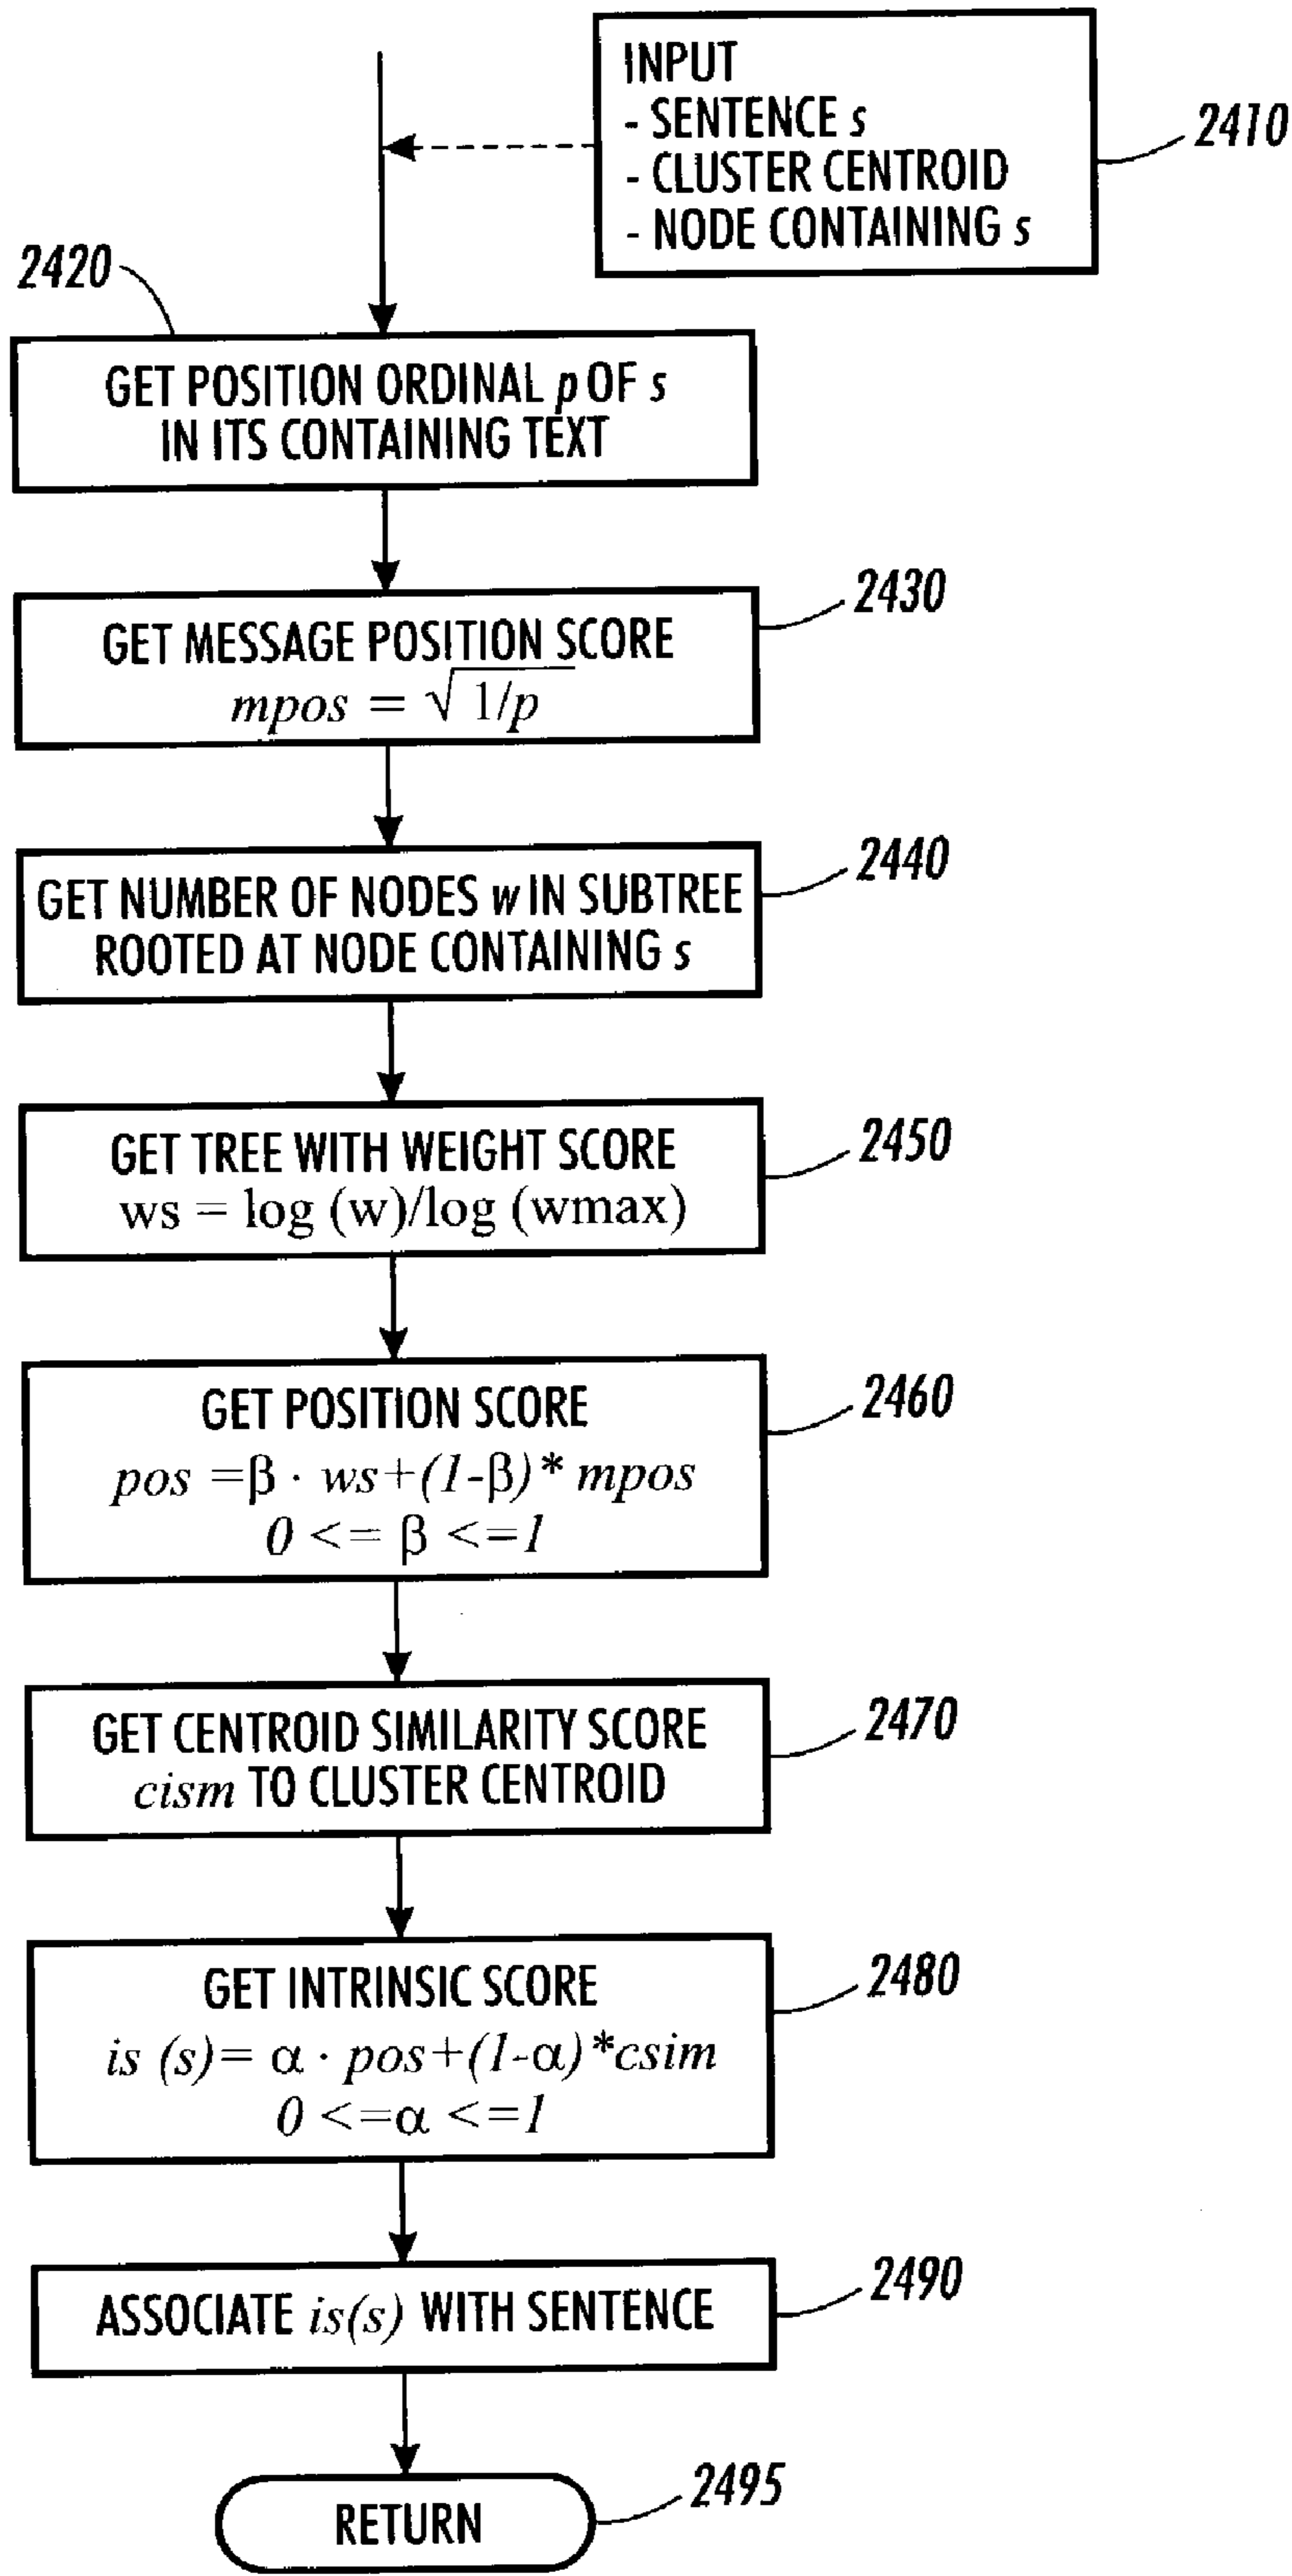 INPUT
- SENTENCE s
- CLUSTER CENTROID
- NODE CONTAINING s
2410
2420
GET POSITION ORDINAL p OF s
IN ITS CONTAINING TEXT
2430
GET MESSAGE POSITION SCORE
mpos = √1/p
2440
GET NUMBER OF NODES w IN SUBTREE
ROOTED AT NODE CONTAINING s
2450
GET TREE WITH WEIGHT SCORE
ws = log (w)/log (wmax)
2460
GET POSITION SCORE
pos =β · ws+(1-β)* mpos
0 <= β <=1
2470
GET CENTROID SIMILARITY SCORE
cism TO CLUSTER CENTROID
2480
GET INTRINSIC SCORE
is (s)= α · pos+(1-α)*csim
0 <=α <=1
2490
ASSOCIATE is(s) WITH SENTENCE
2495
RETURN